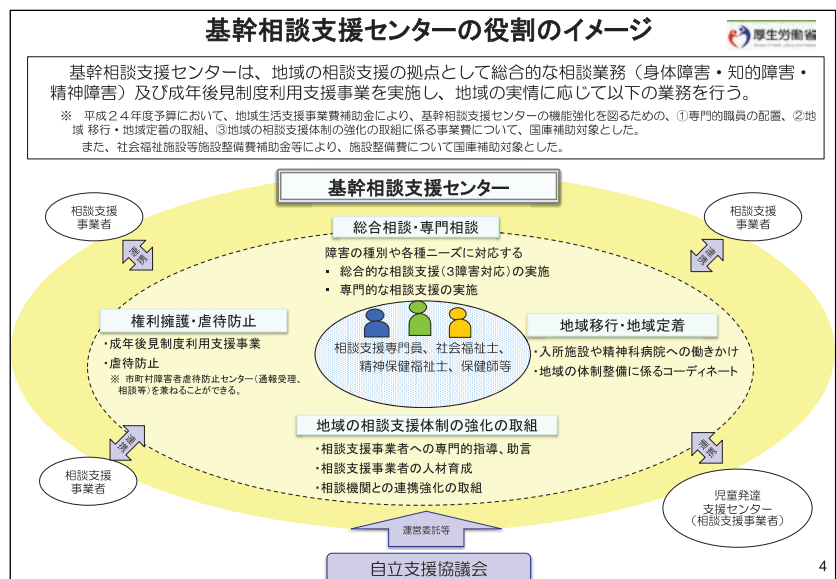 基幹相談支援センターの役割のイメージ
厚生労働省
基幹相談支援センターは、地域の相談支援の拠点として総合的な相談業務（身体障害・知的障害・
精神障害）及び成年後見制度利用支援事業を実施し、地域の実情に応じて以下の業務を行う。
※　平成２４年度予算において、地域生活支援事業費補助金により、基幹相談支援センターの機能強化を図るための、①専門的職員の配置、②地
域 移行・地域定着の取組、③地域の相談支援体制の強化の取組に係る事業費について、国庫補助対象とした。
また、社会福祉施設等施設整備費補助金等により、施設整備費について国庫補助対象とした。
基幹相談支援センター
相談支援
事業者
連携
相談支援
事業者
連携
総合相談・専門相談
障害の種別や各種ニーズに対応する
▪ 総合的な相談支援（３障害対応）の実施
▪ 専門的な相談支援の実施
権利擁護・虐待防止
・成年後見制度利用支援事業
・虐待防止
※ 市町村障害者虐待防止センター（通報受理、
相談等）を兼ねることができる。
相談支援専門員、社会福祉士、
精神保健福祉士、保健師等
地域移行・地域定着
・入所施設や精神科病院への働きかけ
・地域の体制整備に係るコーディネート
地域の相談支援体制の強化の取組
・相談支援事業者への専門的指導、助言
・相談支援事業者の人材育成
・相談機関との連携強化の取組
連携
相談支援
事業者
連携
児童発達
支援センター
（相談支援事業者）
運営委託等
自立支援協議会
4